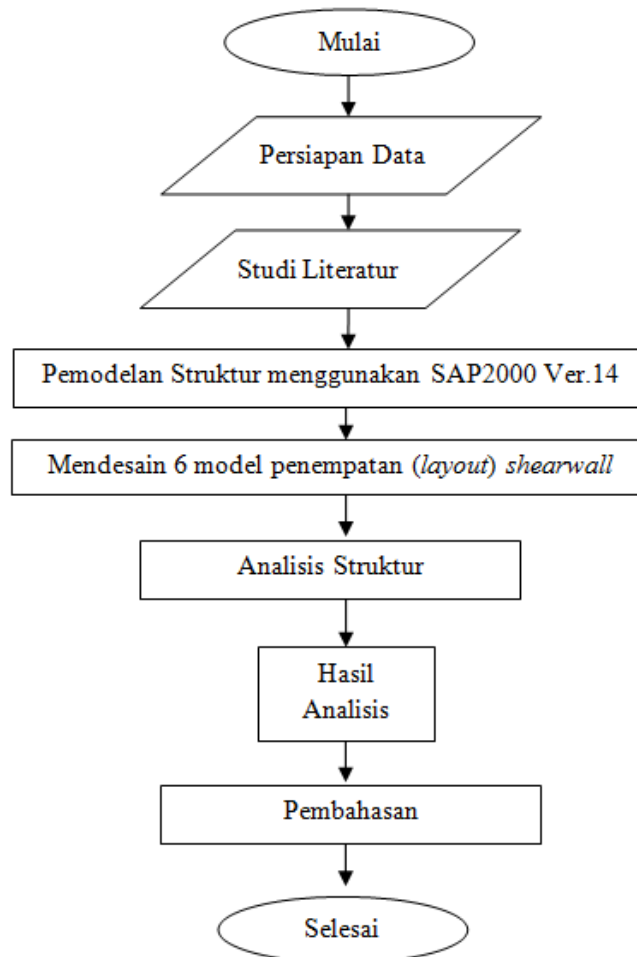 Mulai
Persiapan Data
Studi Literatur
Pemodelan Struktur menggunakan SAP2000 Ver.14
Mendesain 6 model penempatan (layout) shearwall
Analisis Struktur
Hasil
Analisis
Pembahasan
Selesai